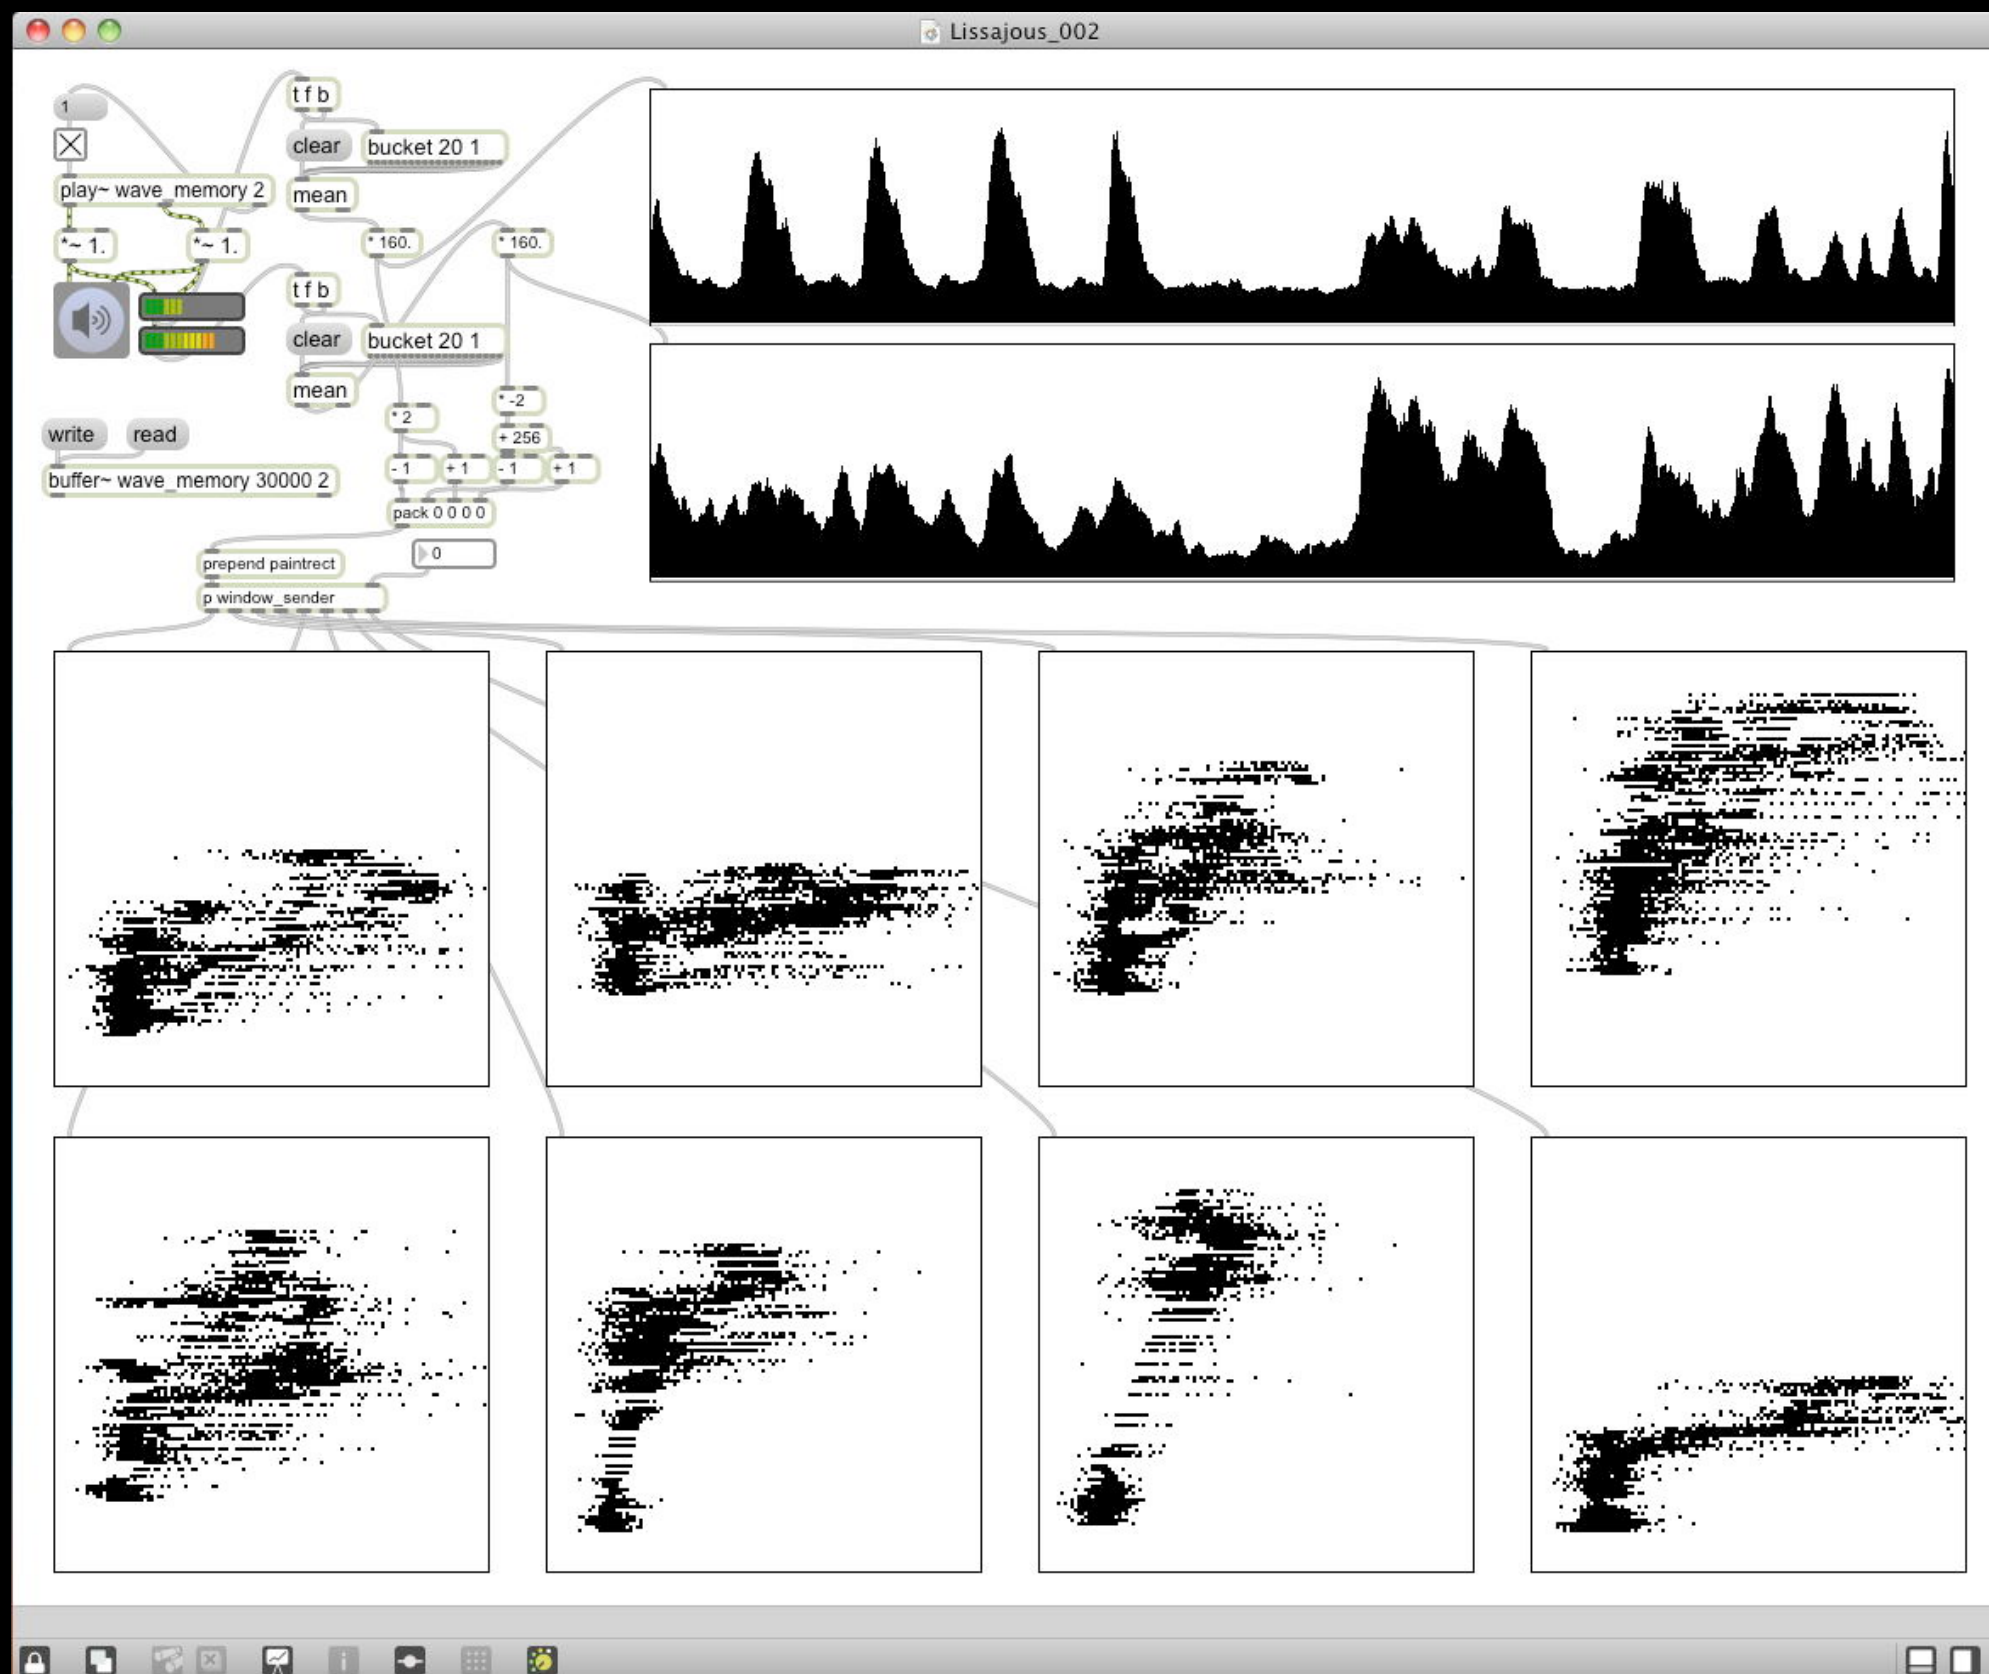 Lissajous_002
1
t f b
clear
bucket 20 1
play~ wave_memory 2
mean
*~ 1.
*~ 1.
* 160.
* 160.
t f b
clear
bucket 20 1
mean
* 2
* -2
+ 256
write
read
- 1
+ 1
- 1
+ 1
buffer~ wave_memory 30000 2
pack 0 0 0 0
0
prepend paintrect
p window_sender